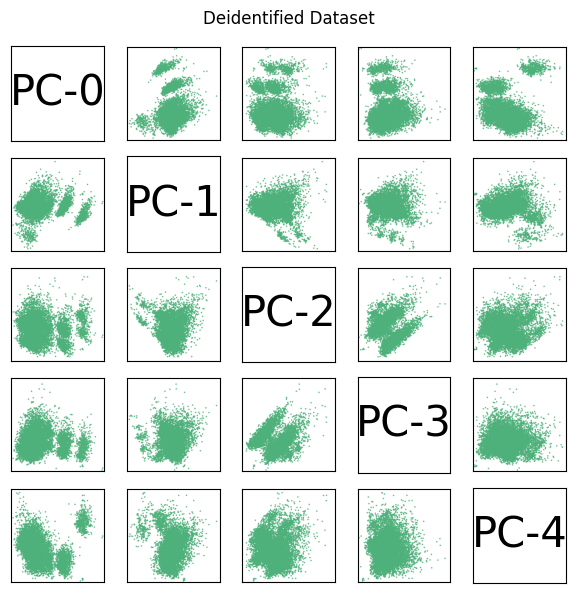 Deidentified Dataset
PC-0
PC-1
PC-2
PC-3
PC-4